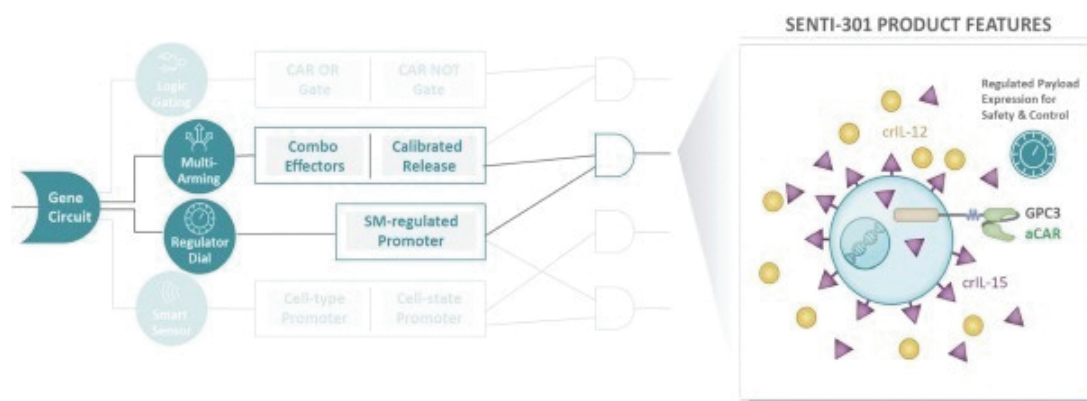 SENTI-301 PRODUCT FEATURES
Logic
Gating
CAR OR
Gate
CAR NOT
Gate
Multi-
Arming
Combo
Effectors
Calibrated
Release
Gene
Circuit
Regulator
Dial
SM-regulated
Promoter
Smart
Sensor
Cell-type
Promoter
Cell-state
Promoter
Regulated Payload
Expression for
Safety & Control
crIL-12
GPC3
aCAR
crIL-15